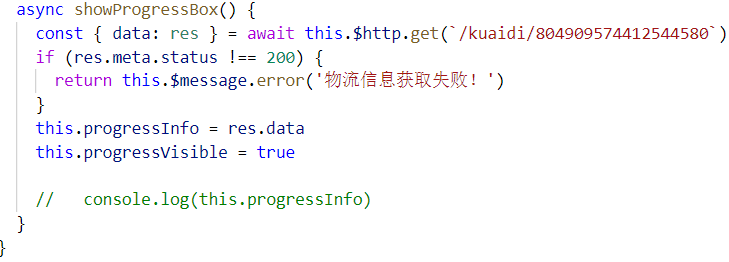 async showProgressBox() {
const { data: res } = await this.$http.get(`/kuaidi/804909574412544580`)
if (res.meta.status !== 200) {
return this.$message.error('物流信息获取失败！')
}
this.progressInfo = res.data
this.progressVisible = true
//   console.log(this.progressInfo)
}
}